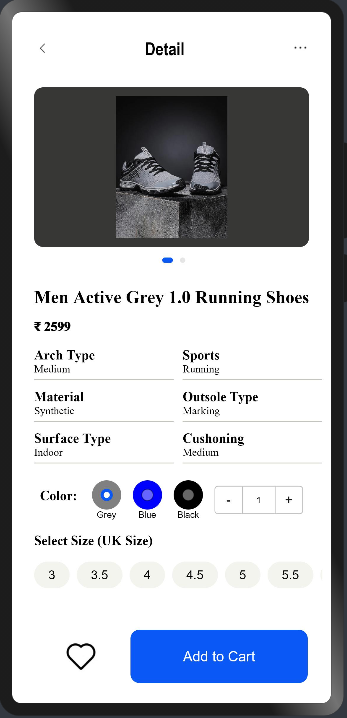 Detail
Men Active Grey 1.0 Running Shoes
₹ 2599
Arch Type Sports
Medium Running
Material Outsole Type
Synthetic Marking
Surface Type Cushoning
Indoor Medium
Color: - 1 +
Grey Blue Black
Select Size (UK Size)
3 3.5 4 4.5 5 5.5
Add to Cart